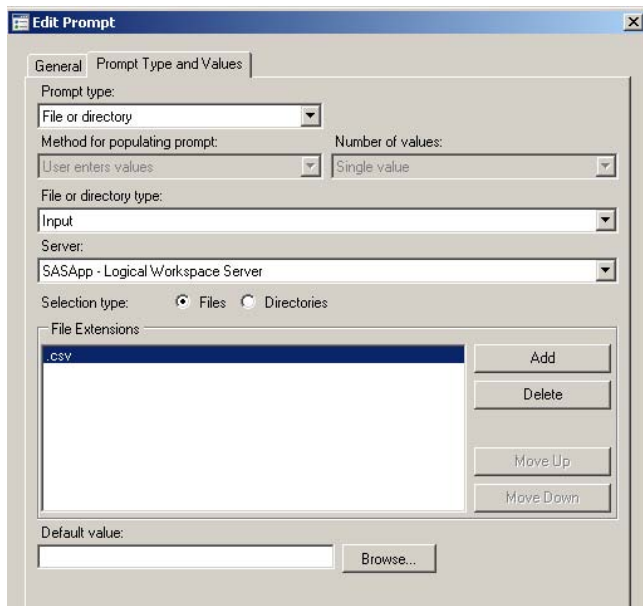 Edit Prompt
General Prompt Type and Values
Prompt type:
File or directory
Method for populating prompt: Number of values:
User enters values Single value
File or directory type:
Input
Server:
SASApp - Logical Workspace Server
Selection type: Files Directories
File Extensions
.csv
Add
Delete
Move Up
Move Down
Default value:
Browse...